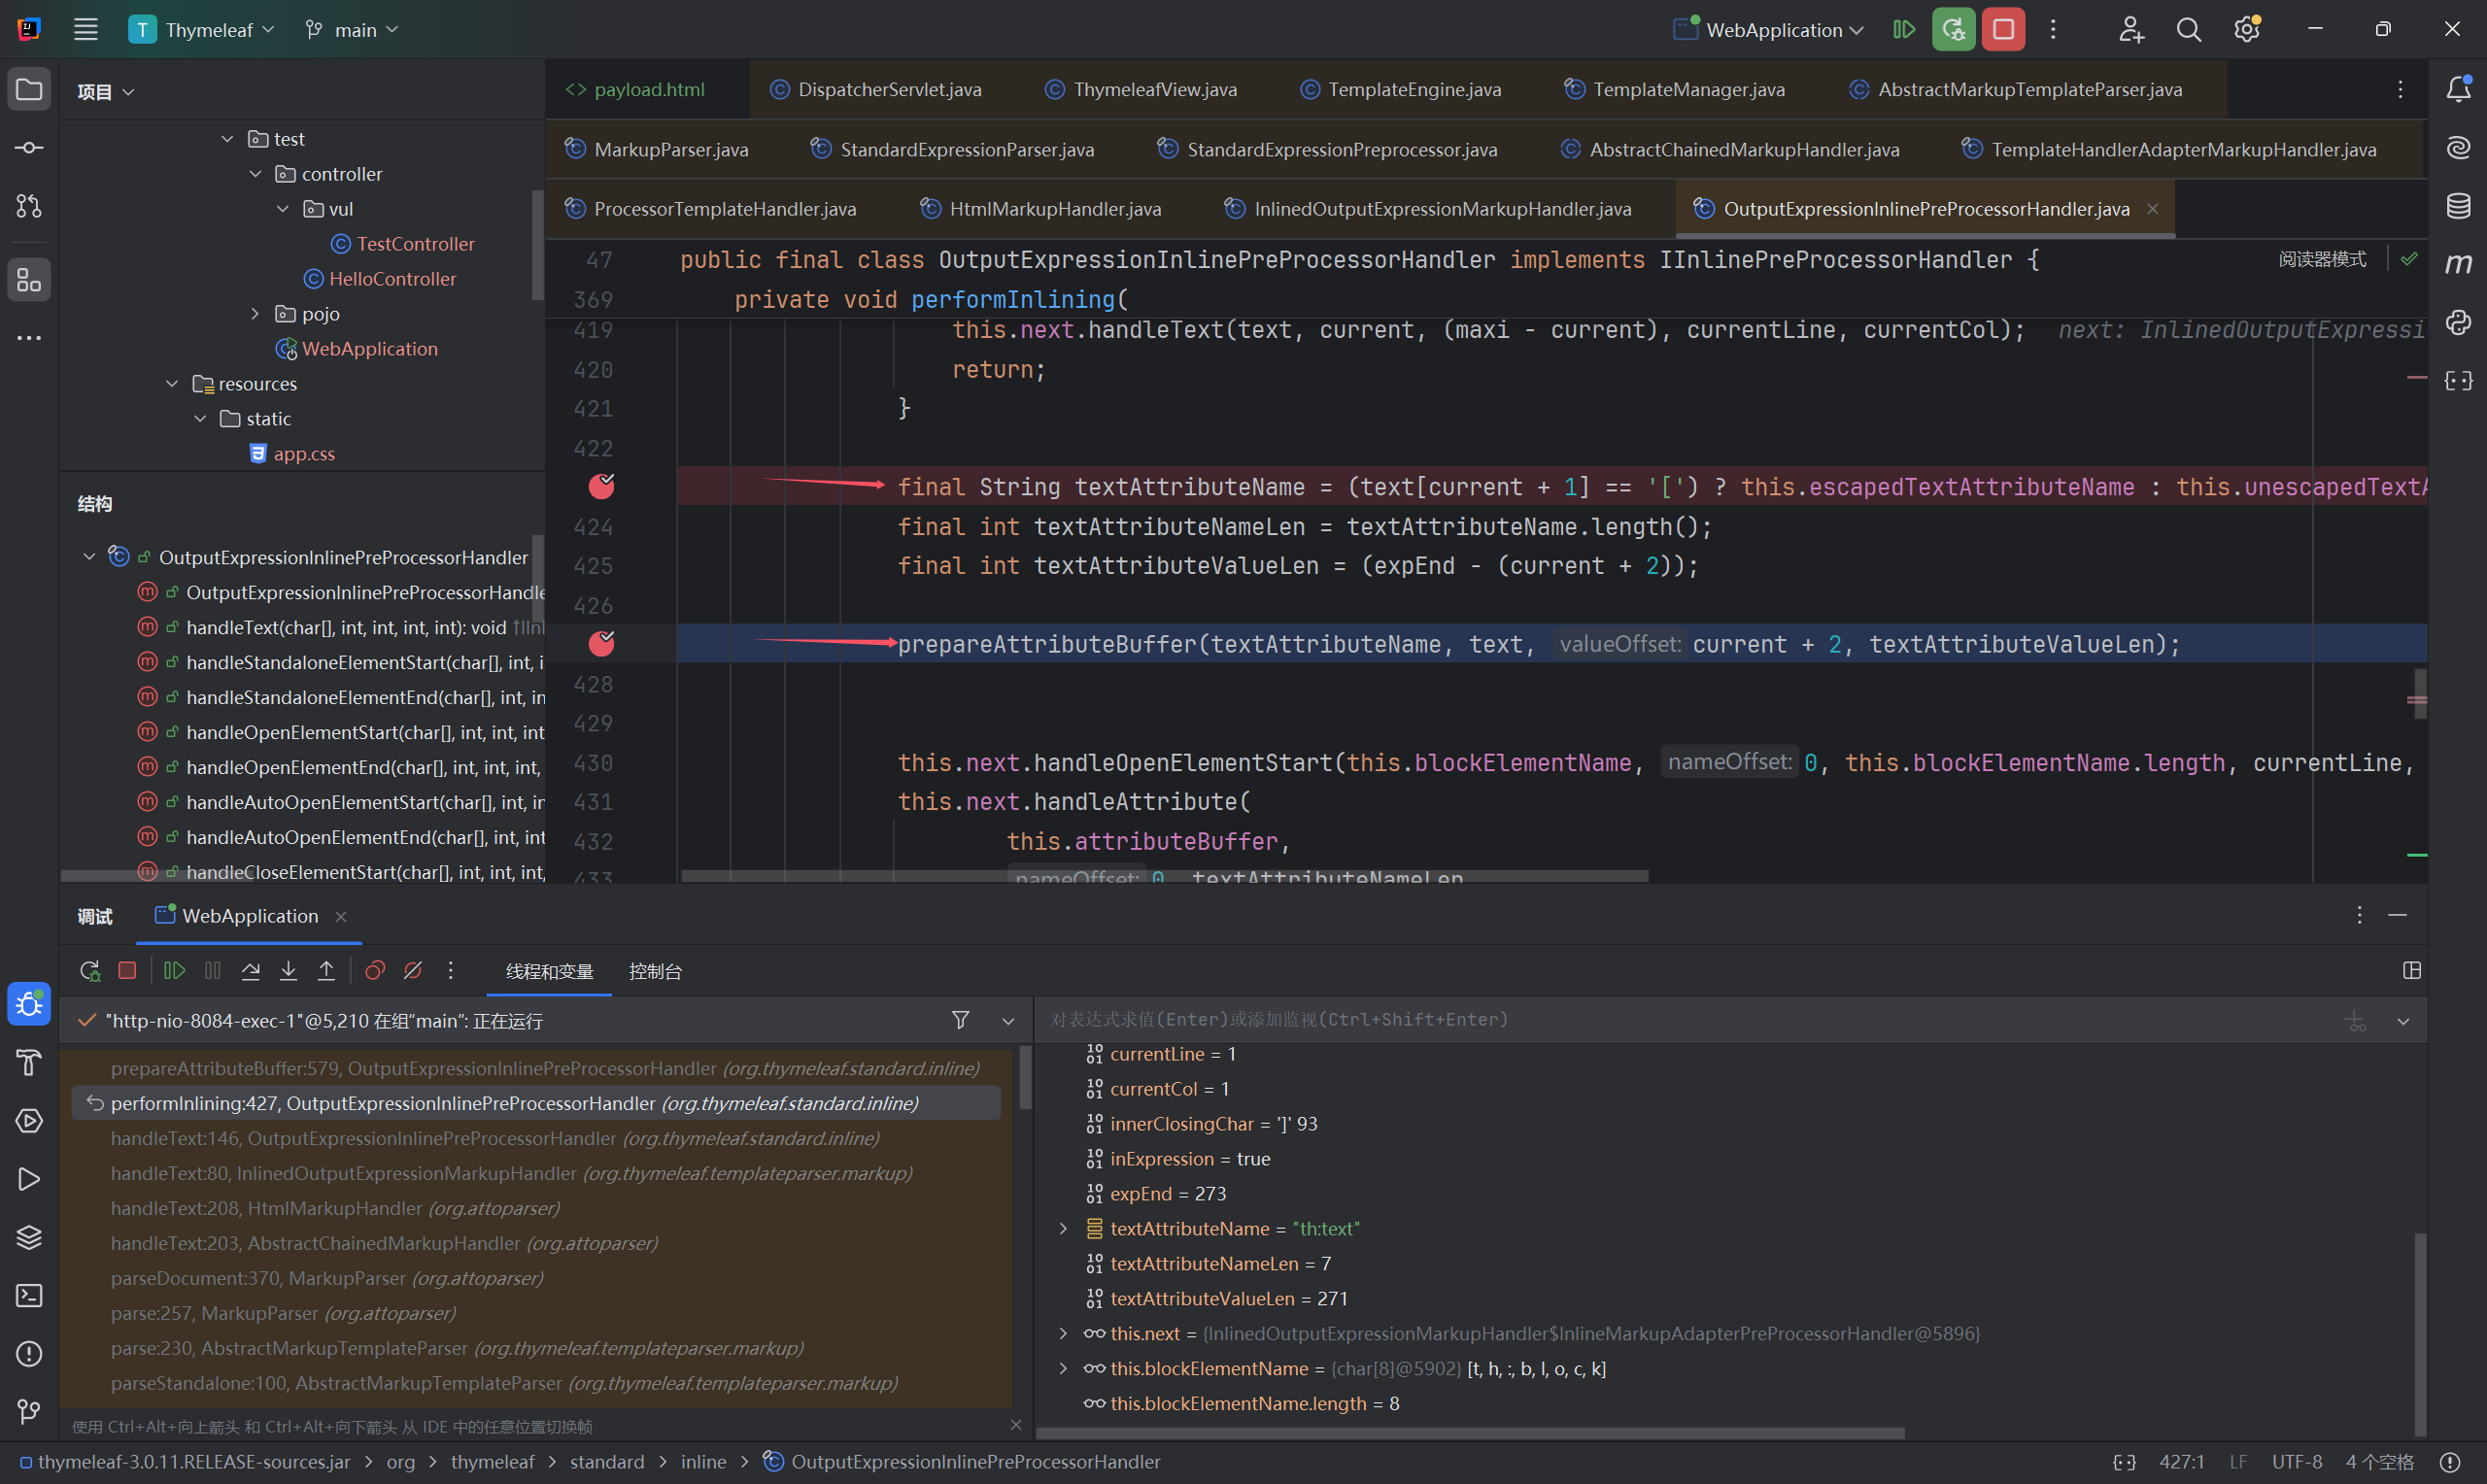 T Thymeleaf main WebApplication
项目
test
controller
vul
TestController
HelloController
pojo
WebApplication
resources
static
app.css
结构
OutputExpressionInlinePreProcessorHandler
OutputExpressionInlinePreProcessorHandle
handleText(char[], int, int, int, int): void ↑IInl
handleStandaloneElementStart(char[], int, i
handleStandaloneElementEnd(char[], int, in
handleOpenElementStart(char[], int, int, int
handleOpenElementEnd(char[], int, int, int,
handleAutoOpenElementStart(char[], int, in
handleAutoOpenElementEnd(char[], int, int
handleCloseElementStart(char[], int, int, int,
payload.html DispatcherServlet.java ThymeleafView.java TemplateEngine.java TemplateManager.java AbstractMarkupTemplateParser.java
MarkupParser.java StandardExpressionParser.java StandardExpressionPreprocessor.java AbstractChainedMarkupHandler.java TemplateHandlerAdapterMarkupHandler.java
ProcessorTemplateHandler.java HtmlMarkupHandler.java InlinedOutputExpressionMarkupHandler.java OutputExpressionInlinePreProcessorHandler.java
47 public final class OutputExpressionInlinePreProcessorHandler implements IInlinePreProcessorHandler { 阅读器模式
369 private void performInlining(
419 this.next.handleText(text, current, (maxi - current), currentLine, currentCol); next: InlinedOutputExpressi
420 return;
421 }
422
final String textAttributeName = (text[current + 1] == '[') ? this.escapedTextAttributeName : this.unescapedTextA
424 final int textAttributeNameLen = textAttributeName.length();
425 final int textAttributeValueLen = (expEnd - (current + 2));
426
prepareAttributeBuffer(textAttributeName, text, valueOffset: current + 2, textAttributeValueLen);
428
429
430 this.next.handleOpenElementStart(this.blockElementName, nameOffset: 0, this.blockElementName.length, currentLine,
431 this.next.handleAttribute(
432 this.attributeBuffer,
433 nameOffset: 0, textAttributeNameLen
调试 WebApplication
线程和变量 控制台
"http-nio-8084-exec-1"@5,210 在组"main": 正在运行
prepareAttributeBuffer:579, OutputExpressionInlinePreProcessorHandler (org.thymeleaf.standard.inline)
performInlining:427, OutputExpressionInlinePreProcessorHandler (org.thymeleaf.standard.inline)
handleText:146, OutputExpressionInlinePreProcessorHandler (org.thymeleaf.standard.inline)
handleText:80, InlinedOutputExpressionMarkupHandler (org.thymeleaf.templateparser.markup)
handleText:208, HtmlMarkupHandler (org.attoparser)
handleText:203, AbstractChainedMarkupHandler (org.attoparser)
parseDocument:370, MarkupParser (org.attoparser)
parse:257, MarkupParser (org.attoparser)
parse:230, AbstractMarkupTemplateParser (org.thymeleaf.templateparser.markup)
parseStandalone:100, AbstractMarkupTemplateParser (org.thymeleaf.templateparser.markup)
使用 Ctrl+Alt+向上箭头 和 Ctrl+Alt+向下箭头 从 IDE 中的任意位置切换帧
对表达式求值(Enter)或添加监视(Ctrl+Shift+Enter)
currentLine = 1
currentCol = 1
innerClosingChar = ']' 93
inExpression = true
expEnd = 273
textAttributeName = "th:text"
textAttributeNameLen = 7
textAttributeValueLen = 271
this.next = {InlinedOutputExpressionMarkupHandler$InlineMarkupAdapterPreProcessorHandler@5896}
this.blockElementName = {char[8]@5902} [t, h, :, b, l, o, c, k]
this.blockElementName.length = 8
thymeleaf-3.0.11.RELEASE-sources.jar > org > thymeleaf > standard > inline > OutputExpressionInlinePreProcessorHandler 427:1 LF UTF-8 4 个空格